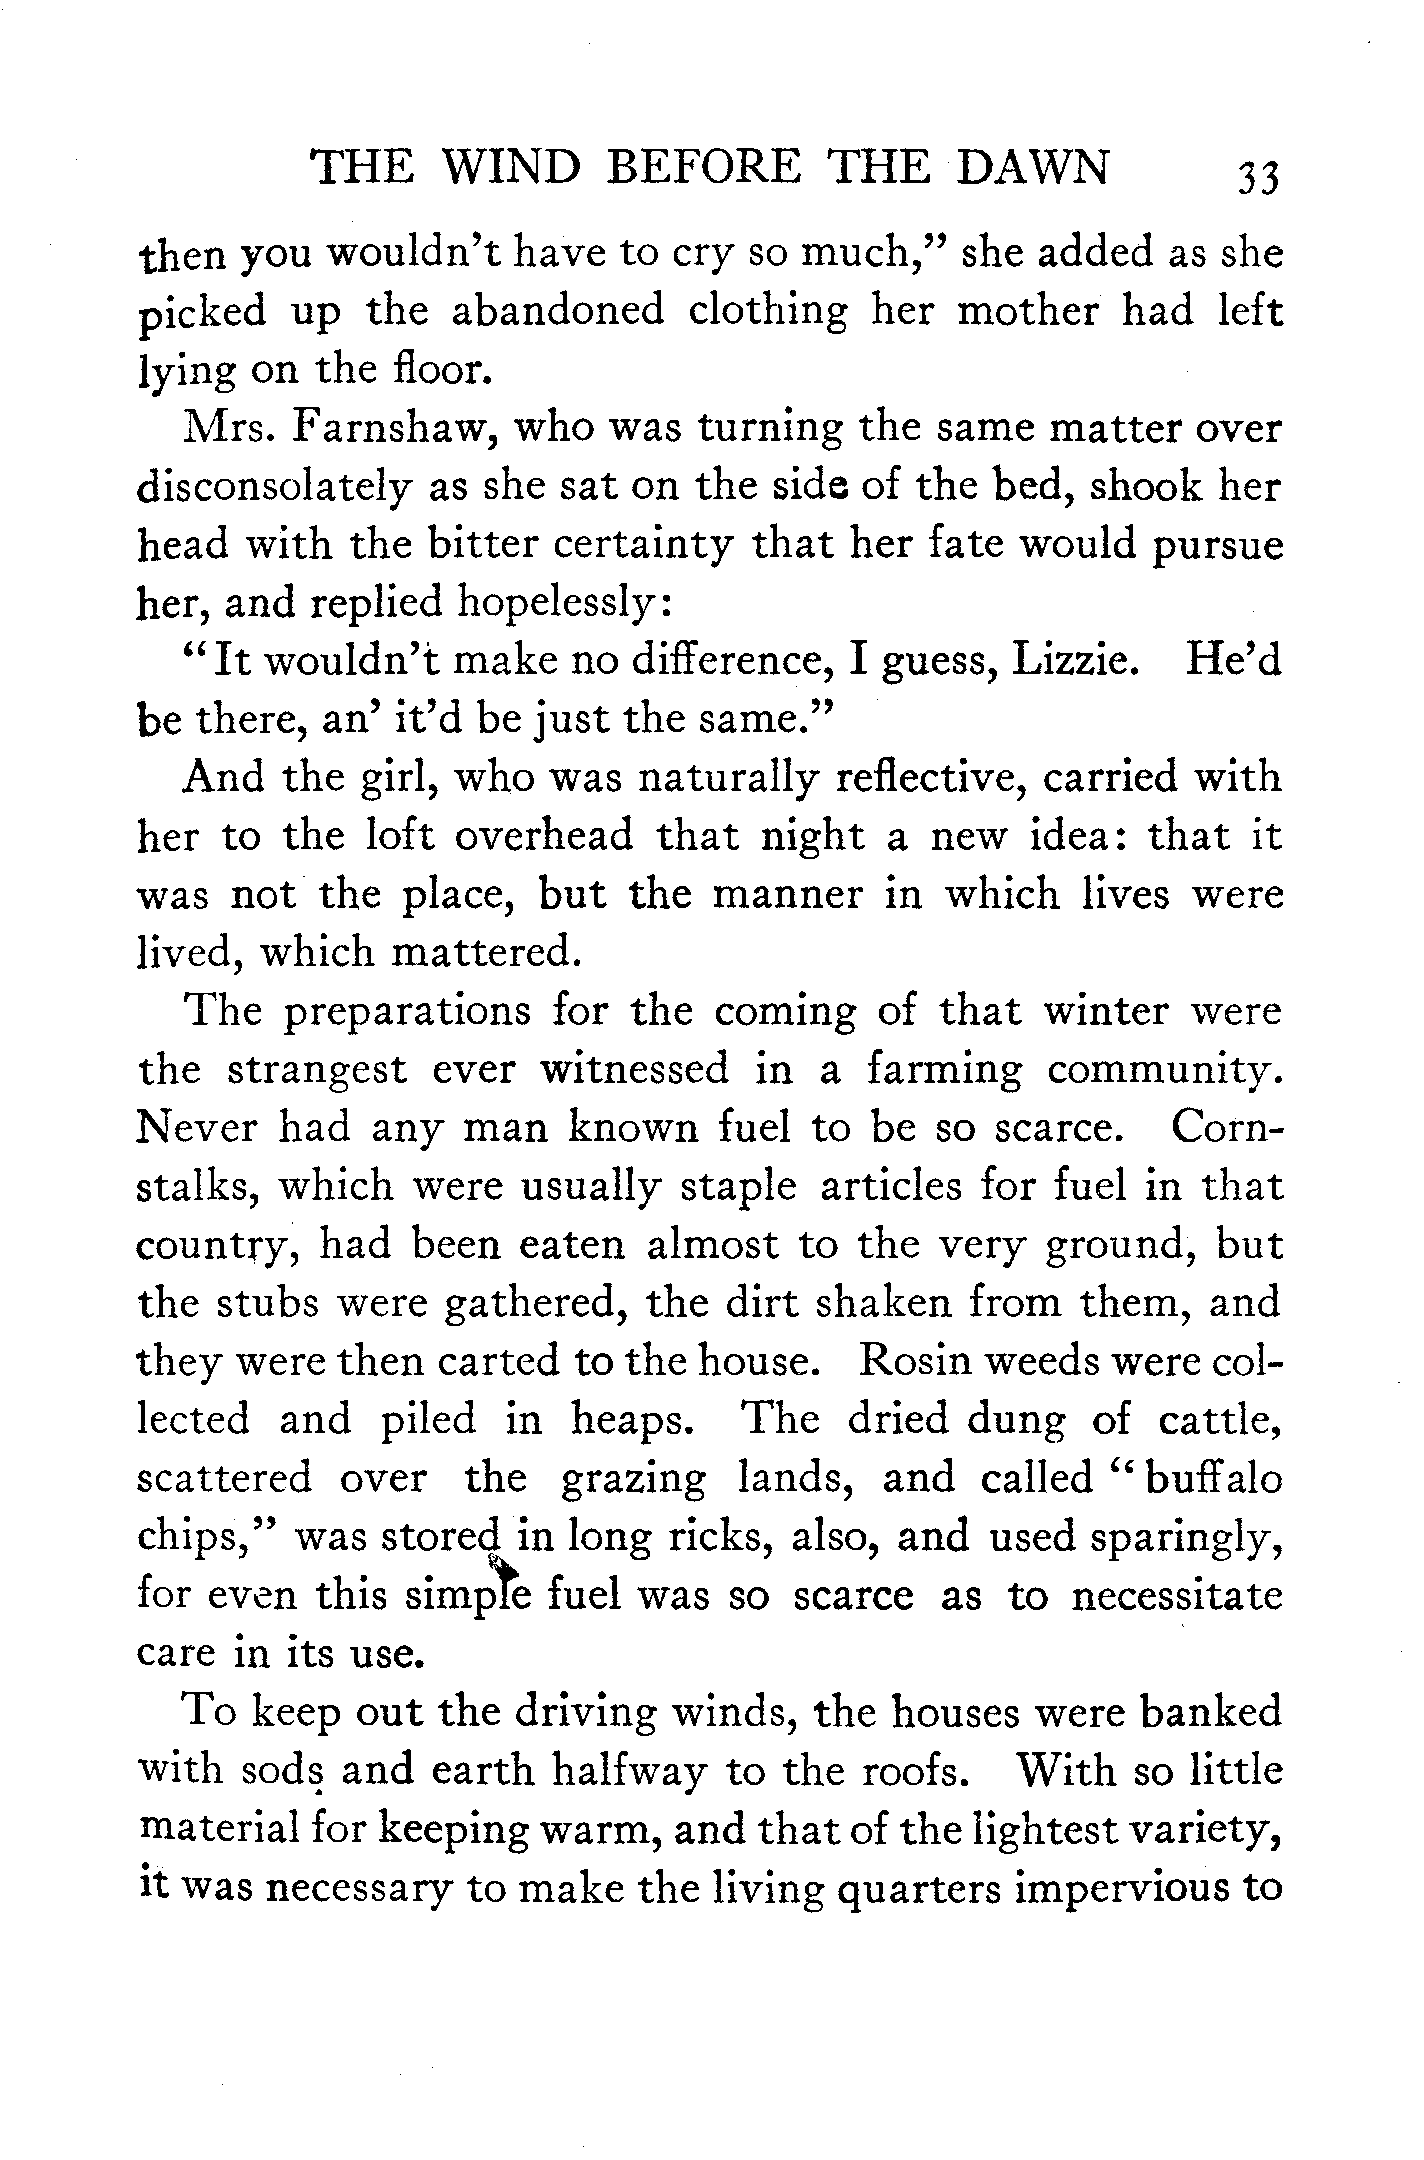 THE WIND BEFORE THE DAWN 33
then you wouldn’t have to cry so much,” she added as she
picked up the abandoned clothing her mother had left
lying on the floor.
Mrs. Farnshaw, who was turning the same matter over
disconsolately as she sat on the side of the bed, shook her
head with the bitter certainty that her fate would pursue
her, and replied hopelessly:
“It wouldn’t make no difference, I guess, Lizzie. He’d
be there, an’ it’d be just the same.”
And the girl, who was naturally reflective, carried with
her to the loft overhead that night a new idea: that it
was not the place, but the manner in which lives were
lived, which mattered.
The preparations for the coming of that winter were
the strangest ever witnessed in a farming community.
Never had any man known fuel to be so scarce. Corn-
stalks, which were usually staple articles for fuel in that
country, had been eaten almost to the very ground, but
the stubs were gathered, the dirt shaken from them, and
they were then carted to the house. Rosin weeds were col-
lected and piled in heaps. The dried dung of cattle,
scattered over the grazing lands, and called “buffalo
chips,” was stored in long ricks, also, and used sparingly,
for even this simple fuel was so scarce as to necessitate
care in its use.
To keep out the driving winds, the houses were banked
with sods and earth halfway to the roofs. With so little
material for keeping warm, and that of the lightest variety,
it was necessary to make the living quarters impervious to